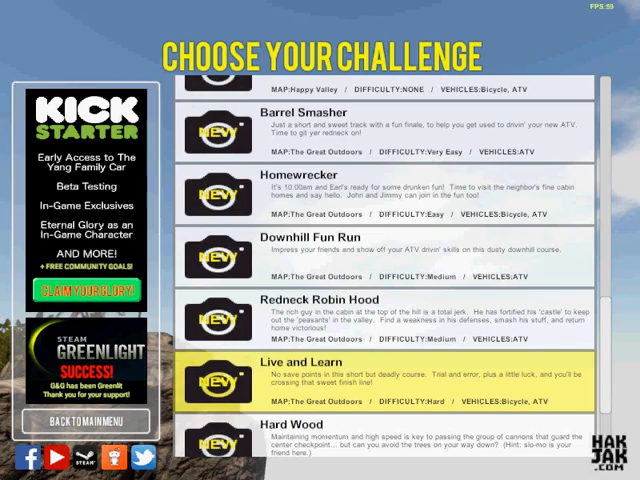 FPS:59
CHOOSE YOUR CHALLENGE
KICK
STARTER
Early Access to The
Yang Family Car
Beta Testing
In-Game Exclusives
Eternal Glory as an
In-Game Character
AND MORE!
+ FREE COMMUNITY GOALS!
CLAIM YOUR GLORY!
STEAM
GREENLIGHT
SUCCESS!
G&G has been Greenlit
Thank you for your support!
BACK TO MAIN MENU
STEAM
MAP:Happy Valley / DIFFICULTY:NONE / VEHICLES:Bicycle, ATV
NEW
Barrel Smasher
Just a short and sweet track with a fun finale, to help you get used to drivin' your new ATV.
Time to git yer redneck on!
MAP:The Great Outdoors / DIFFICULTY:Very Easy / VEHICLES:ATV
NEW
Homewrecker
It's 10:00am and Earl's ready for some drunken fun! Time to visit the neighbor's fine cabin
homes and say hello. John and Jimmy can join in the fun too!
MAP:The Great Outdoors / DIFFICULTY:Easy / VEHICLES:Bicycle, ATV
NEW
Downhill Fun Run
Impress your friends and show off your ATV drivin' skills on this dusty downhill course.
MAP:The Great Outdoors / DIFFICULTY:Medium / VEHICLES:ATV
NEW
Redneck Robin Hood
The rich guy in the cabin at the top of the hill is a total jerk. He has fortified his 'castle' to keep
out the 'peasants' in the valley. Find a weakness in his defenses, smash his stuff, and return
home victorious!
MAP:The Great Outdoors / DIFFICULTY:Medium / VEHICLES:ATV
NEW
Live and Learn
No save points in this short but deadly course. Trial and error, plus a little luck, and you'll be
crossing that sweet finish line!
MAP:The Great Outdoors / DIFFICULTY:Hard / VEHICLES:Bicycle, ATV
NEW
Hard Wood
Maintaining momentum and high speed is key to passing the group of cannons that guard the
center checkpoint... but can you avoid the trees on your way down? (Hint: slo-mo is your friend
here.)
HAK
JAK
.COM